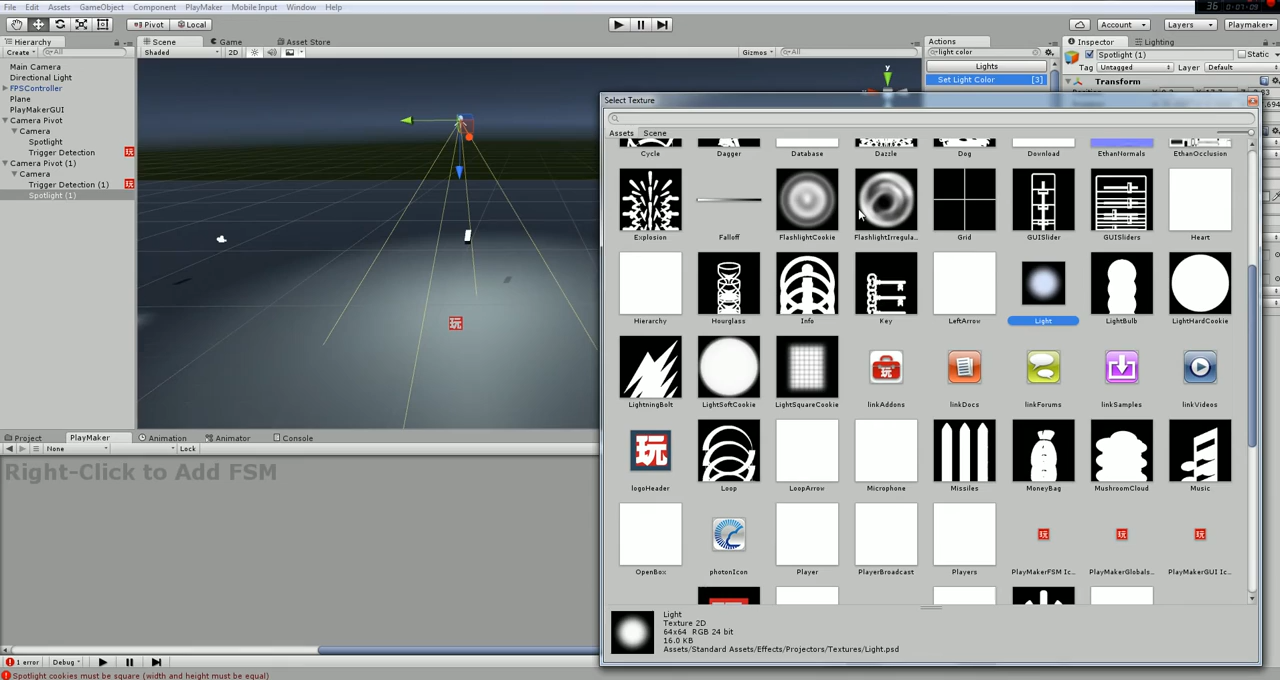 File Edit Assets GameObject Component PlayMaker Mobile Input Window Help
36
Pivot Local Account Layers Playmaker
Hierarchy Scene Game Asset Store Actions Inspector Lighting
Create All Shaded 2D Gizmos All light color Spotlight (1) Static
Lights Tag Untagged Layer Default
Set Light Color [3] Transform
Main Camera
Directional Light
FPSController
Plane
PlayMakerGUI
Camera Pivot
Camera
Spotlight
Trigger Detection
Camera Pivot (1)
Camera
Trigger Detection (1)
Spotlight (1)
y
玩
Select Texture
Assets Scene
Cycle Dagger Database Dazzle Dog Download EthanNormals EthanOcclusion
Explosion Falloff FlashlightCookie FlashlightIrregula... Grid GUISlider GUISliders Heart
Hierarchy Hourglass Info Key LeftArrow Light LightBulb LightHardCookie
LightningBolt LightSoftCookie LightSquareCookie linkAddons linkDocs linkForums linkSamples linkVideos
logoHeader Loop LoopArrow Microphone Missiles MoneyBag MushroomCloud Music
OpenBox photonIcon Player PlayerBroadcast Players PlayMakerFSM Ic... PlayMakerGlobals... PlayMakerGUI Ic...
Light
Texture 2D
64x64 RGB 24 bit
16.0 KB
Assets/Standard Assets/Effects/Projectors/Textures/Light.psd
Project PlayMaker Animation Animator Console
None Lock
Right-Click to Add FSM
1 error Debug
Spotlight cookies must be square (width and height must be equal)